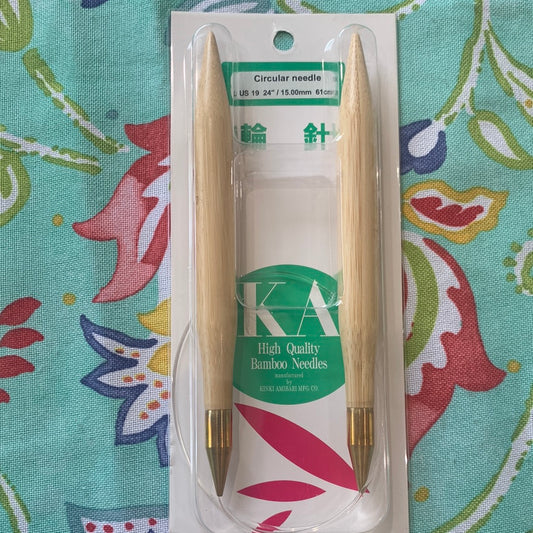 Circular needle
US 19 24" / 15.00mm 61cm
輪 針
KA
High Quality
Bamboo Needles
manufactured
by
KINKI AMIBARI MFG. CO.